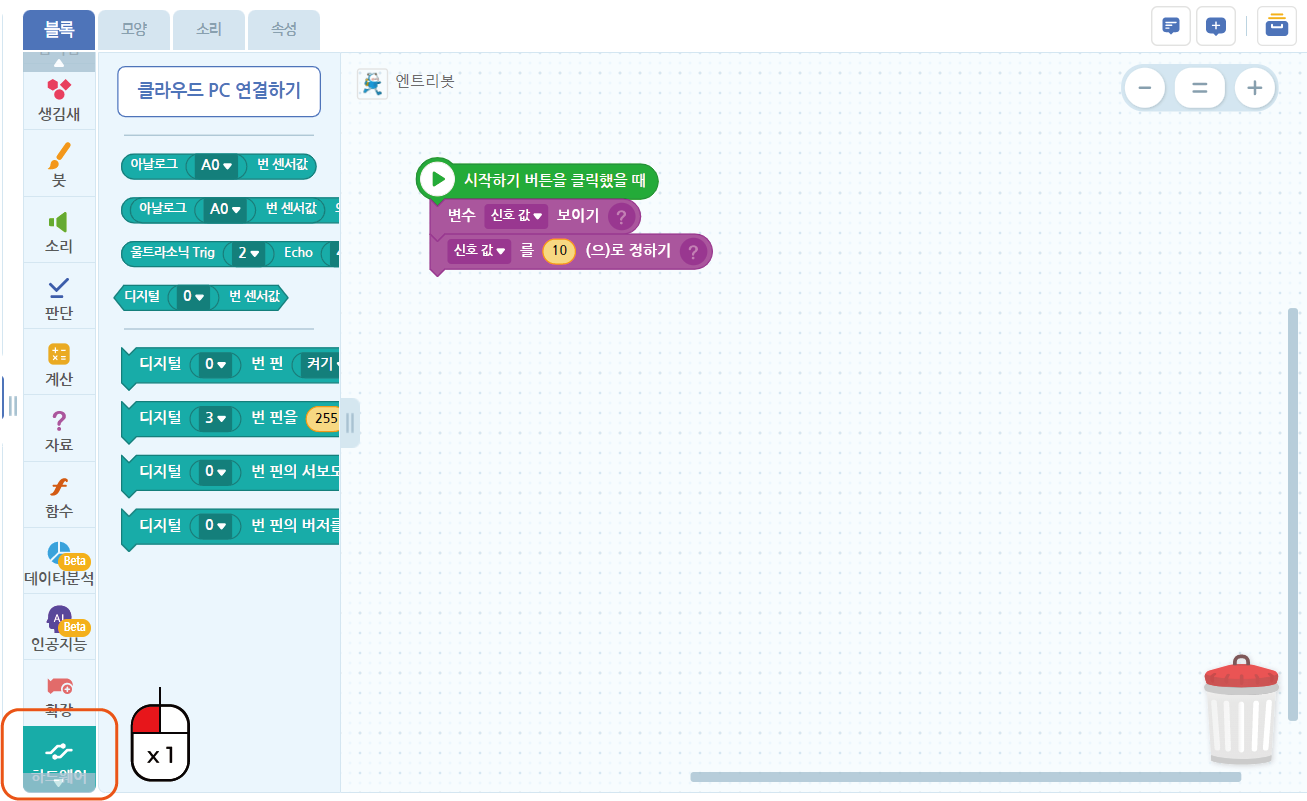 블록 모양 소리 속성
생김새
붓
소리
판단
계산
자료
함수
Beta
데이터분석
AI
Beta
인공지능
확장
하드웨어
클라우드 PC 연결하기
아날로그 A0 번 센서값
아날로그 A0 번 센서값
울트라소닉 Trig 2 Echo
디지털 0 번 센서값
디지털 0 번 핀 켜기
디지털 3 번 핀을 255
디지털 0 번 핀의
디지털 0 번 핀의 버저를
x 1
엔트리봇
시작하기 버튼을 클릭했을 때
변수 신호 값 보이기 ?
신호 값 를 10 (으)로 정하기 ?